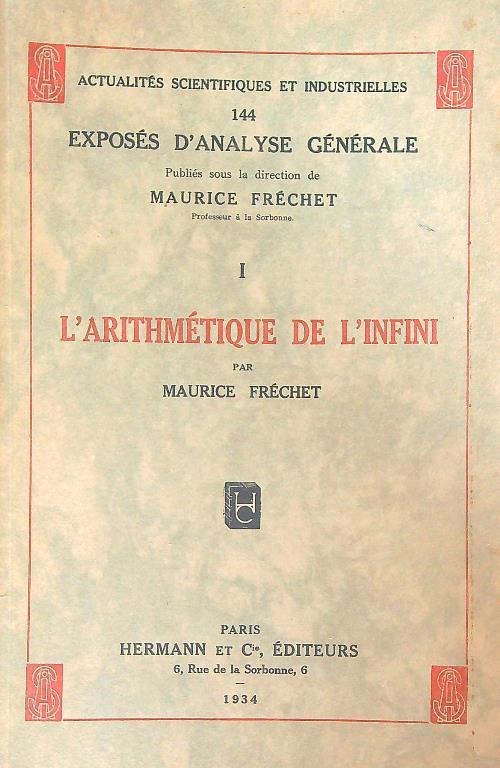 ACTUALITÉS SCIENTIFIQUES ET INDUSTRIELLES
144
EXPOSÉS D'ANALYSE GÉNÉRALE
Publiés sous la direction de
MAURICE FRÉCHET
Professeur à la Sorbonne.
I
L'ARITHMÉTIQUE DE L'INFINI
PAR
MAURICE FRÉCHET
HC
PARIS
HERMANN ET Cie, ÉDITEURS
6, Rue de la Sorbonne, 6
1934